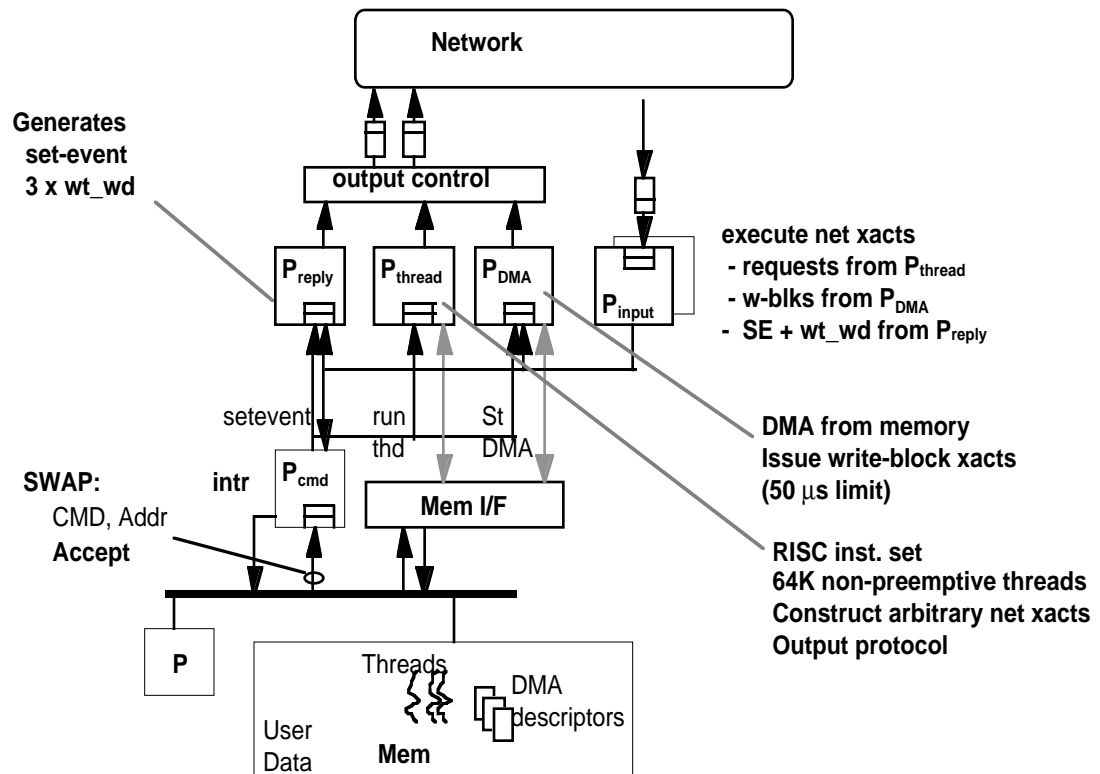 Network
Generates
set-event
3 x wt_wd
output control
Preply
Pthread
PDMA
Pinput
execute net xacts
- requests from Pthread
- w-blks from PDMA
- SE + wt_wd from Preply
setevent
run
thd
St
DMA
DMA from memory
Issue write-block xacts
(50 μs limit)
SWAP:
CMD, Addr
Accept
intr
Pcmd
Mem I/F
RISC inst. set
64K non-preemptive threads
Construct arbitrary net xacts
Output protocol
P
Threads
DMA
descriptors
User
Data
Mem